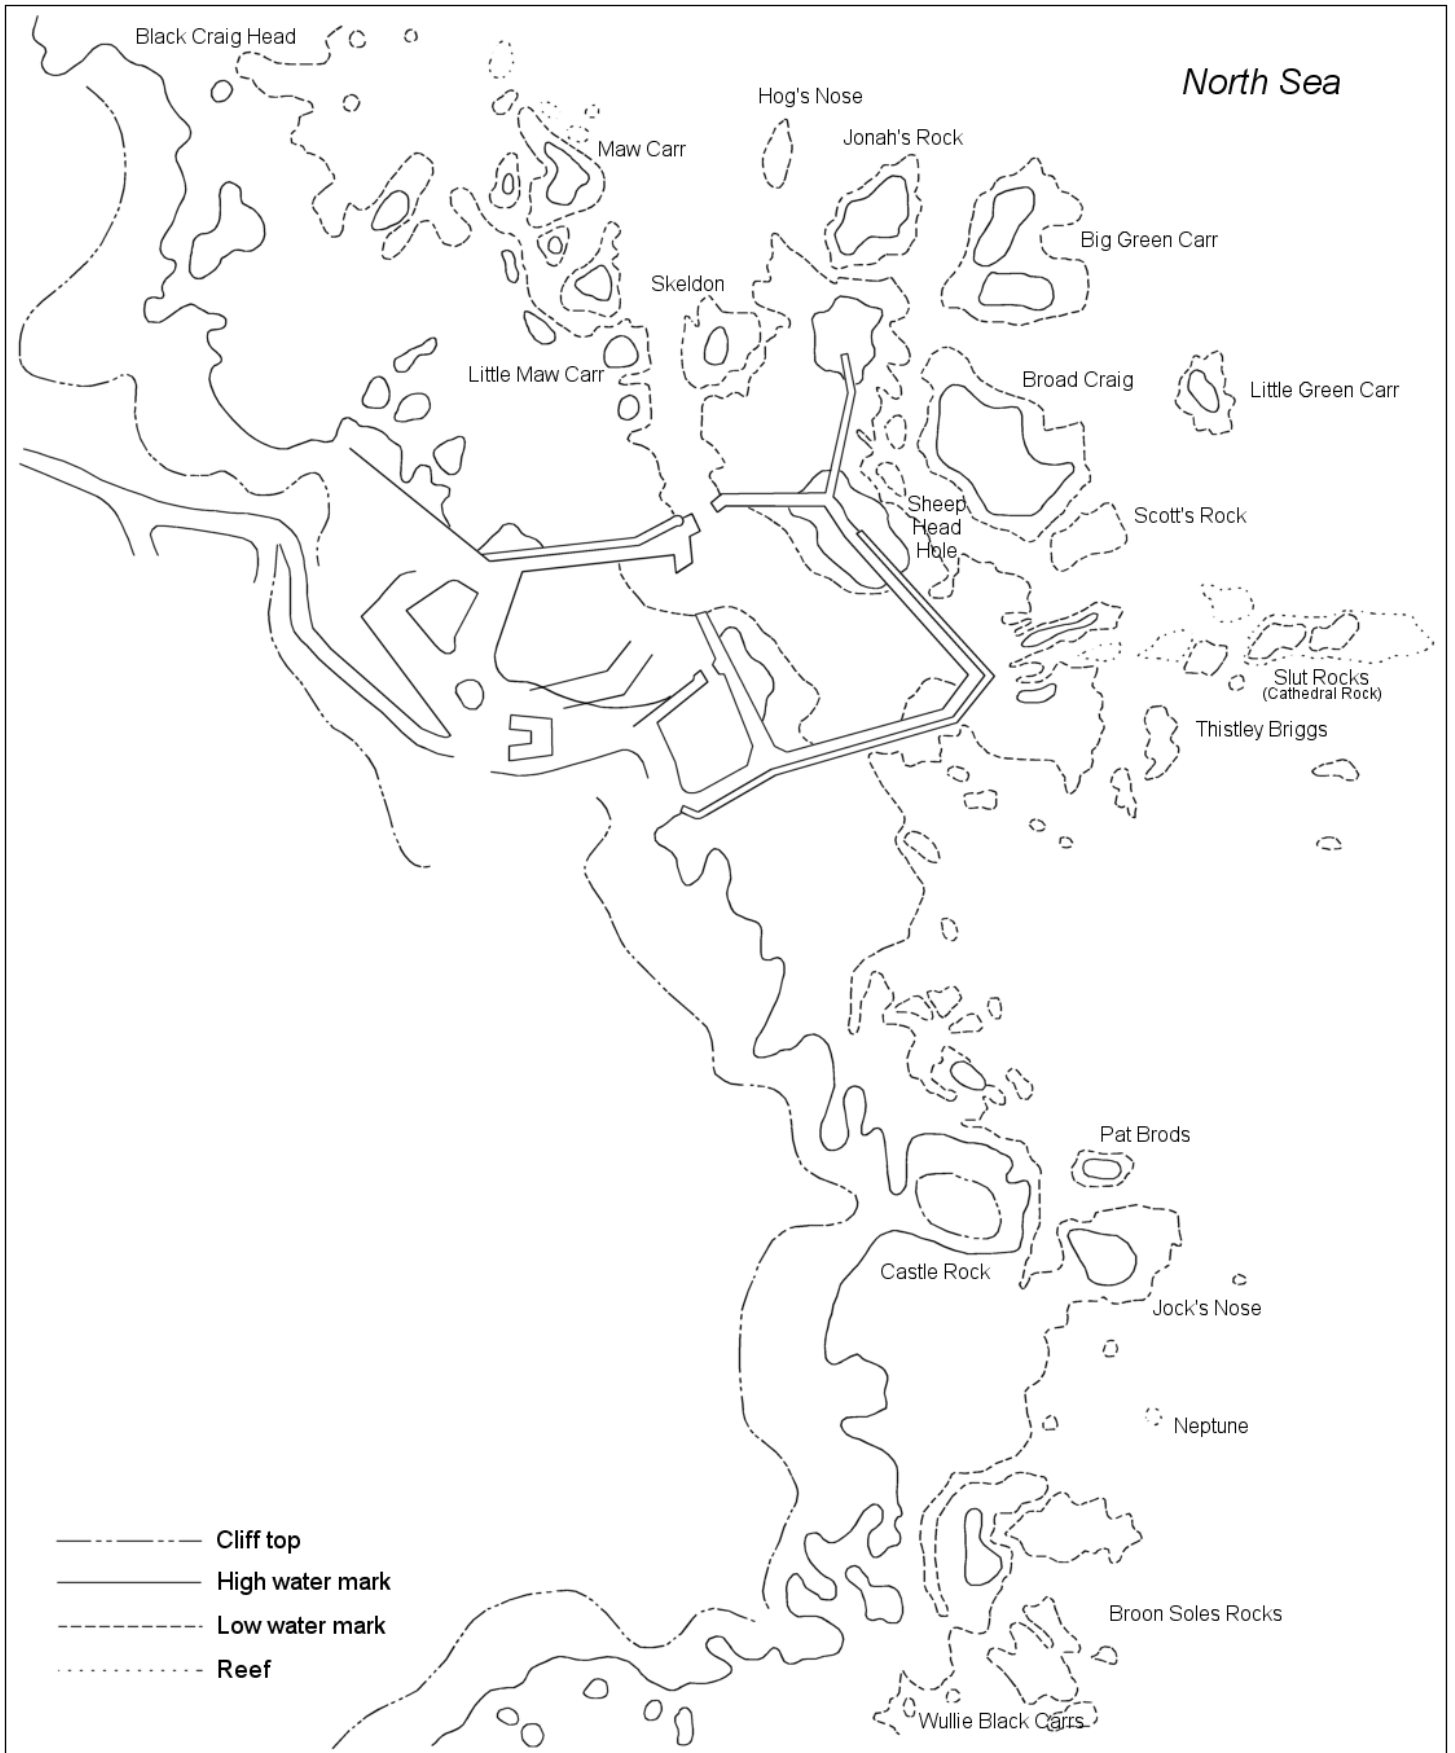 Black Craig Head
North Sea
Hog's Nose
Jonah's Rock
Maw Carr
Big Green Carr
Skeldon
Little Maw Carr
Broad Craig
Little Green Carr
Sheep
Head
Hole
Scott's Rock
Slut Rocks
(Cathedral Rock)
Thistley Briggs
Pat Brods
Castle Rock
Jock's Nose
Neptune
Cliff top
High water mark
Low water mark
Reef
Broon Soles Rocks
Wullie Black Carrs